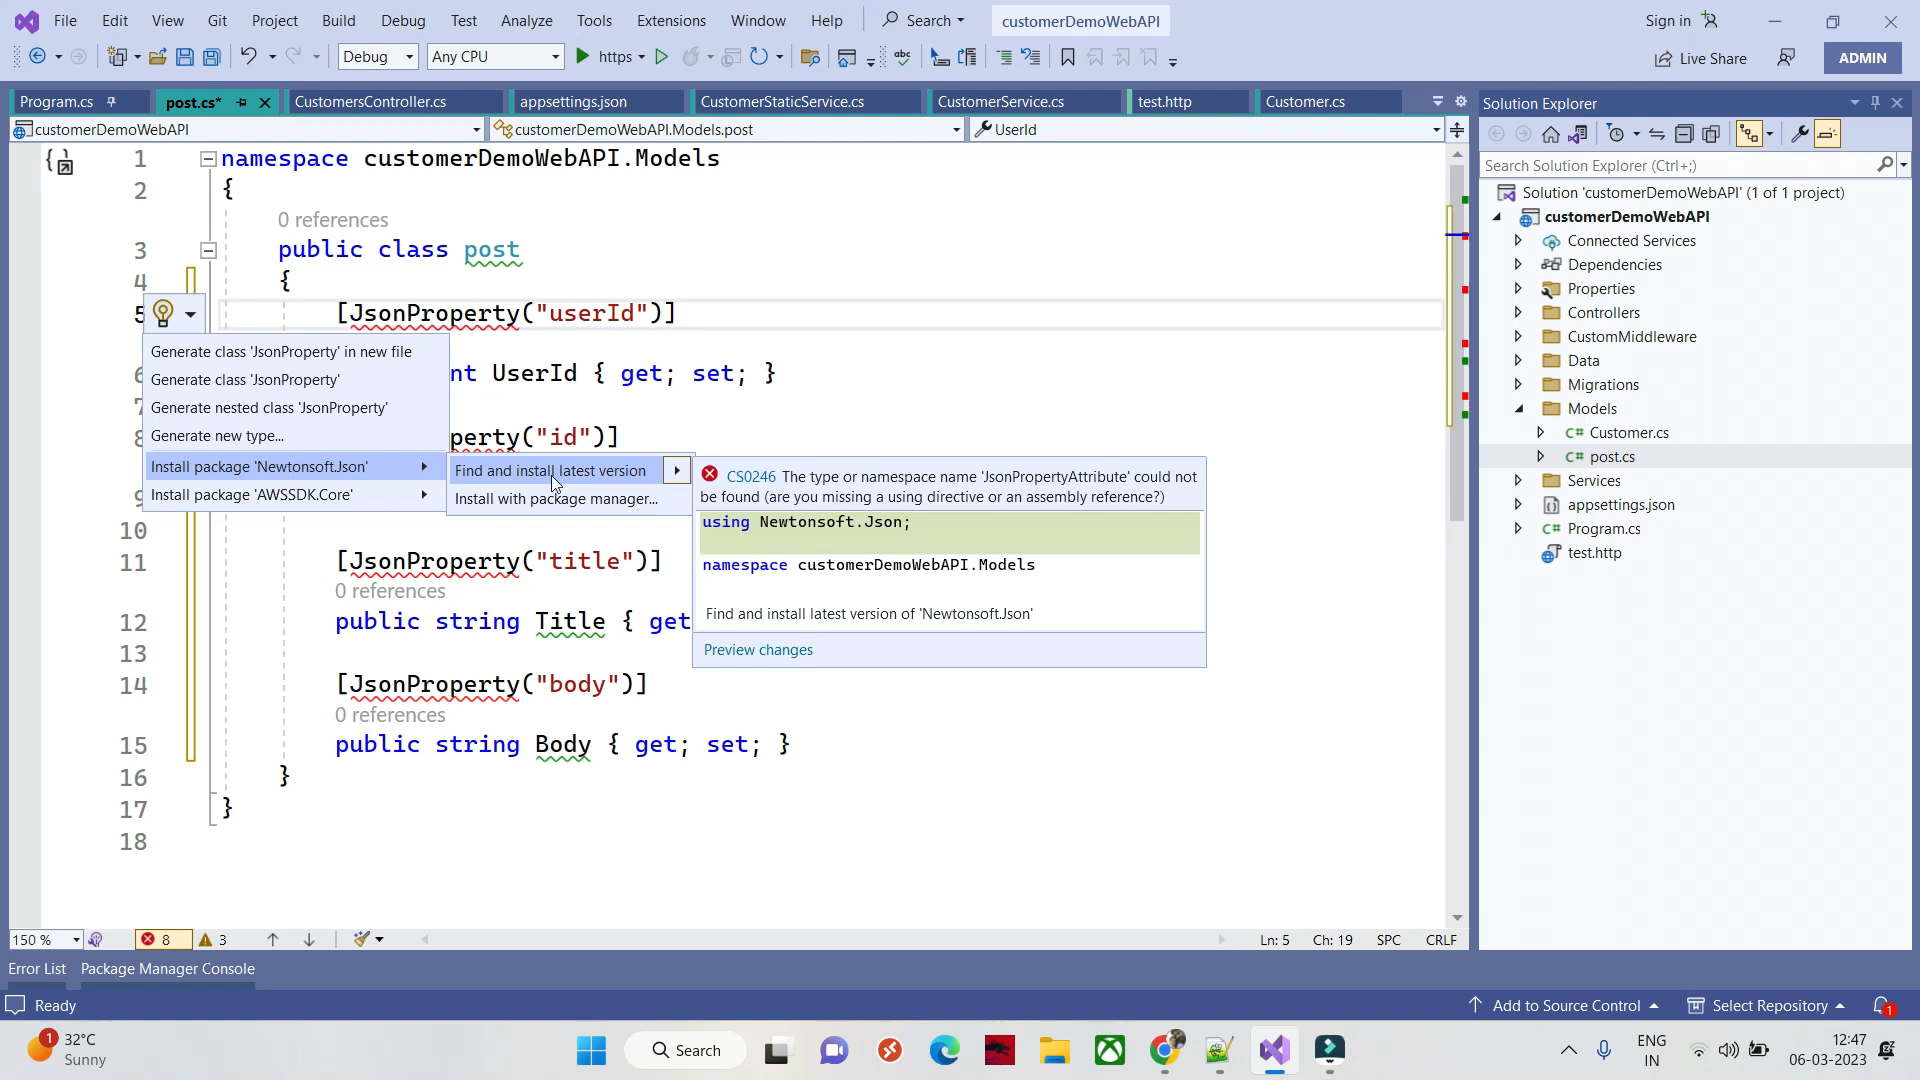 File Edit View Git Project Build Debug Test Analyze Tools Extensions Window Help Search customerDemoWebAPI Sign in
Debug Any CPU https Live Share ADMIN
Program.cs post.cs* CustomersController.cs appsettings.json CustomerStaticService.cs CustomerService.cs test.http Customer.cs
customerDemoWebAPI customerDemoWebAPI.Models.post UserId
1 namespace customerDemoWebAPI.Models
2 {
0 references
3 public class post
4 {
5 [JsonProperty("userId")]
Generate class 'JsonProperty' in new file
6 nt UserId { get; set; }
Generate class 'JsonProperty'
7
Generate nested class 'JsonProperty'
8 perty("id")]
Generate new type...
Install package 'Newtonsoft.Json'
Install package 'AWSSDK.Core'
Find and install latest version
Install with package manager...
CS0246 The type or namespace name 'JsonPropertyAttribute' could not
be found (are you missing a using directive or an assembly reference?)
using Newtonsoft.Json;
namespace customerDemoWebAPI.Models
Find and install latest version of 'Newtonsoft.Json'
Preview changes
10
11 [JsonProperty("title")]
0 references
12 public string Title { get
13
14 [JsonProperty("body")]
0 references
15 public string Body { get; set; }
16 }
17 }
18
150 % 8 3 Ln: 5 Ch: 19 SPC CRLF
Error List Package Manager Console
Solution Explorer
Search Solution Explorer (Ctrl+;)
Solution 'customerDemoWebAPI' (1 of 1 project)
customerDemoWebAPI
Connected Services
Dependencies
Properties
Controllers
CustomMiddleware
Data
Migrations
Models
C# Customer.cs
C# post.cs
Services
appsettings.json
C# Program.cs
test.http
Ready Add to Source Control Select Repository 1
1 32°C
Sunny
Search
ENG
IN
12:47
06-03-2023